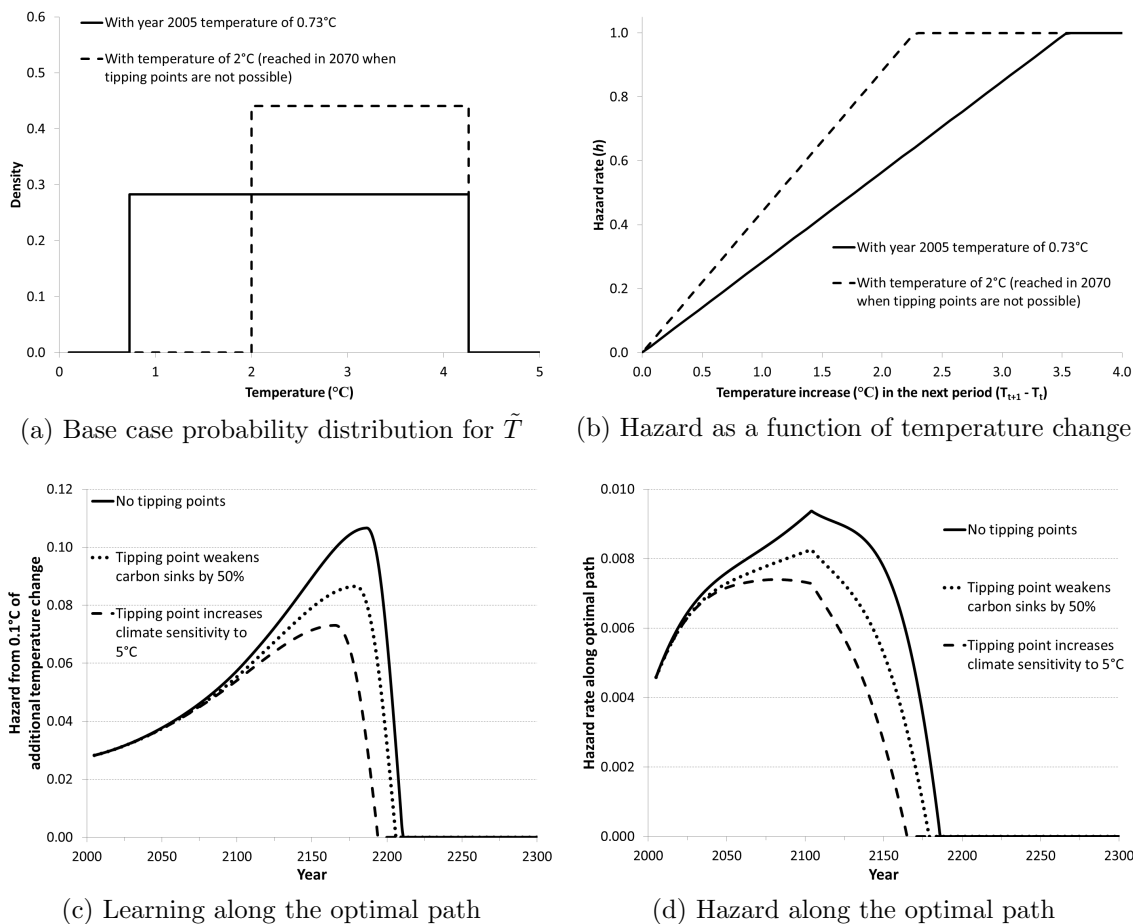 0.6
0.5
0.4
0.3
0.2
0.1
0.0
Density
With year 2005 temperature of 0.73°C
With temperature of 2°C (reached in 2070 when
tipping points are not possible)
0 1 2 3 4 5
Temperature (°C)
(a) Base case probability distribution for T̃
1.0
0.8
0.6
0.4
0.2
0.0
Hazard rate (h)
With year 2005 temperature of 0.73°C
With temperature of 2°C (reached in 2070
when tipping points are not possible)
0.0 0.5 1.0 1.5 2.0 2.5 3.0 3.5 4.0
Temperature increase (°C) in the next period (Tt+1 - Tt)
(b) Hazard as a function of temperature change
0.12
0.10
0.08
0.06
0.04
0.02
0.00
Hazard from 0.1°C of
additional temperature change
No tipping points
Tipping point weakens
carbon sinks by 50%
Tipping point increases
climate sensitivity to
5°C
2000 2050 2100 2150 2200 2250 2300
Year
(c) Learning along the optimal path
0.010
0.008
0.006
0.004
0.002
0.000
Hazard rate along optimal path
No tipping points
Tipping point weakens
carbon sinks by 50%
Tipping point increases
climate sensitivity to 5°C
2000 2050 2100 2150 2200 2250 2300
Year
(d) Hazard along the optimal path